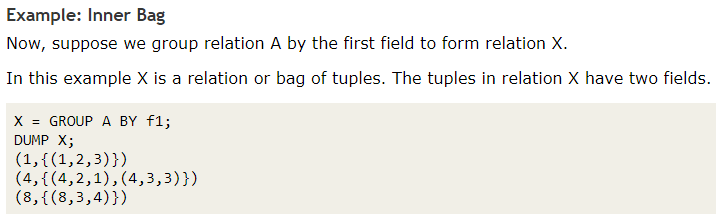 Example: Inner Bag
Now, suppose we group relation A by the first field to form relation X.
In this example X is a relation or bag of tuples. The tuples in relation X have two fields.
X = GROUP A BY f1;
DUMP X;
(1,{(1,2,3)})
(4,{(4,2,1),(4,3,3)})
(8,{(8,3,4)})